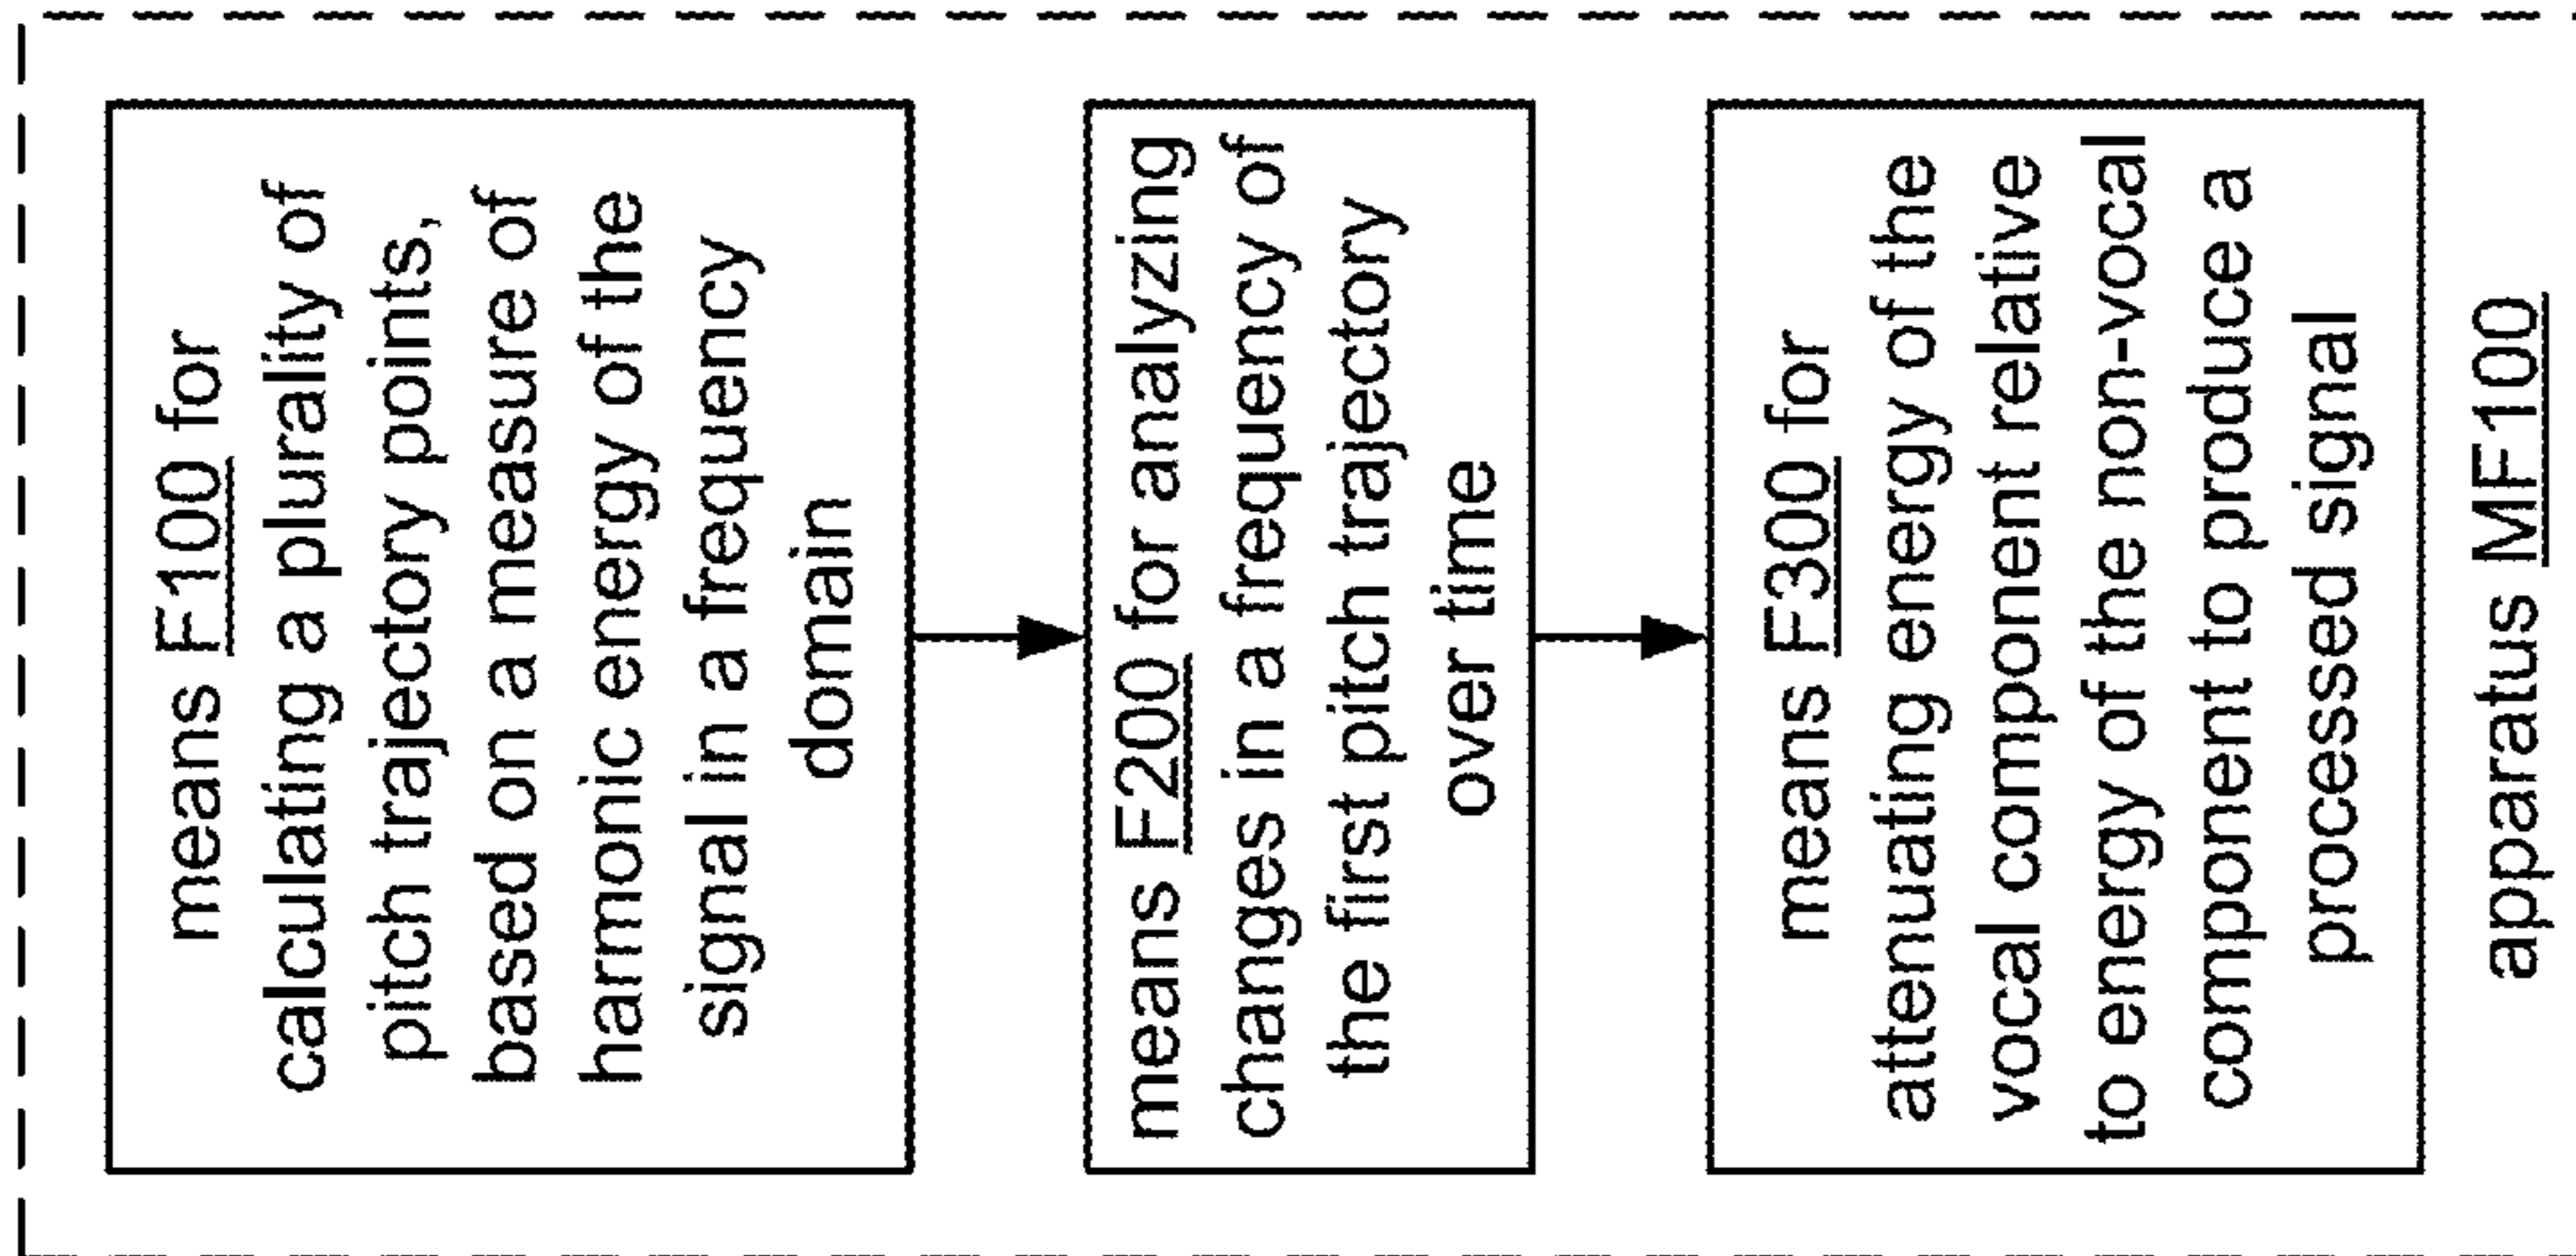 means F100 for
calculating a plurality of
pitch trajectory points,
based on a measure of
harmonic energy of the
signal in a frequency
domain
means F200 for analyzing
changes in a frequency of
the first pitch trajectory
over time
means F300 for
attenuating energy of the
vocal component relative
to energy of the non-vocal
component to produce a
processed signal
apparatus MF100